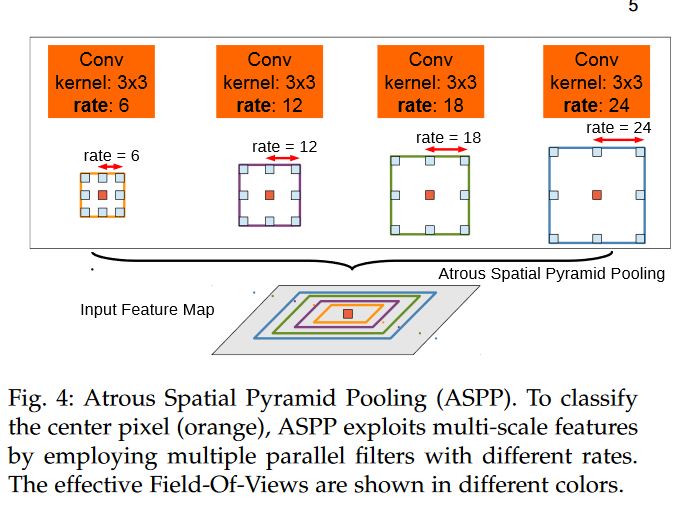 5
Conv
kernel: 3x3
rate: 6
Conv
kernel: 3x3
rate: 12
Conv
kernel: 3x3
rate: 18
Conv
kernel: 3x3
rate: 24
rate = 6
rate = 12
rate = 18
rate = 24
Atrous Spatial Pyramid Pooling
Input Feature Map
Fig. 4: Atrous Spatial Pyramid Pooling (ASPP). To classify
the center pixel (orange), ASPP exploits multi-scale features
by employing multiple parallel filters with different rates.
The effective Field-Of-Views are shown in different colors.